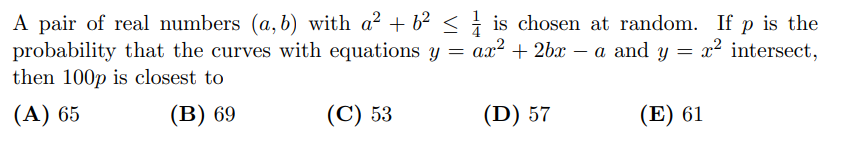 A pair of real numbers (a, b) with a² + b² ≤ 1/4 is chosen at random. If p is the
probability that the curves with equations y = ax² + 2bx − a and y = x² intersect,
then 100p is closest to
(A) 65 (B) 69 (C) 53 (D) 57 (E) 61